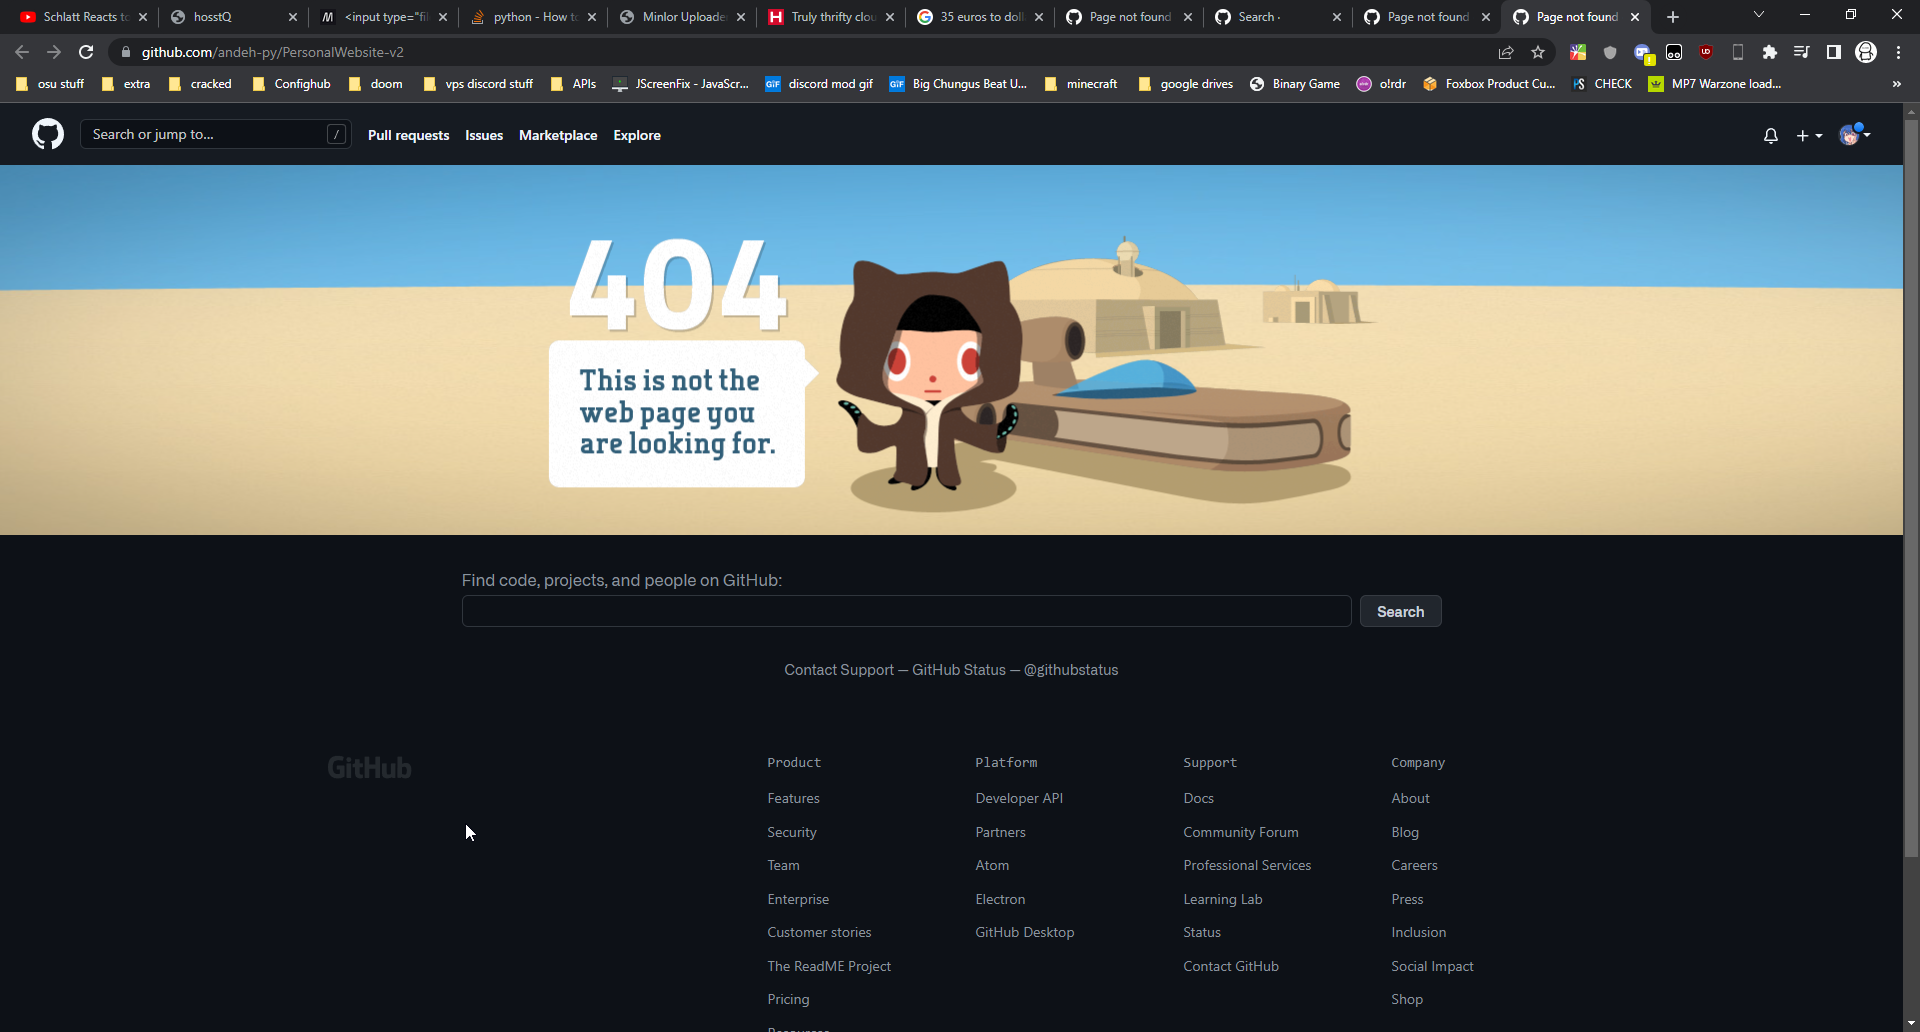 Schlatt Reacts to
hosstQ
<input type="fil
python - How to
Minlor Uploader
Truly thrifty clou
35 euros to doll
Page not found
Search ·
Page not found
Page not found
github.com/andeh-py/PersonalWebsite-v2
osu stuff
extra
cracked
Confighub
doom
vps discord stuff
APIs
JScreenFix - JavaScr...
discord mod gif
Big Chungus Beat U...
minecraft
google drives
Binary Game
o!rdr
Foxbox Product Cu...
CHECK
MP7 Warzone load...
»
Search or jump to...
/
Pull requests
Issues
Marketplace
Explore
404
This is not the
web page you
are looking for.
Find code, projects, and people on GitHub:
Search
Contact Support — GitHub Status — @githubstatus
GitHub
Product
Features
Security
Team
Enterprise
Customer stories
The ReadME Project
Pricing
Resources
Platform
Developer API
Partners
Atom
Electron
GitHub Desktop
Support
Docs
Community Forum
Professional Services
Learning Lab
Status
Contact GitHub
Company
About
Blog
Careers
Press
Inclusion
Social Impact
Shop